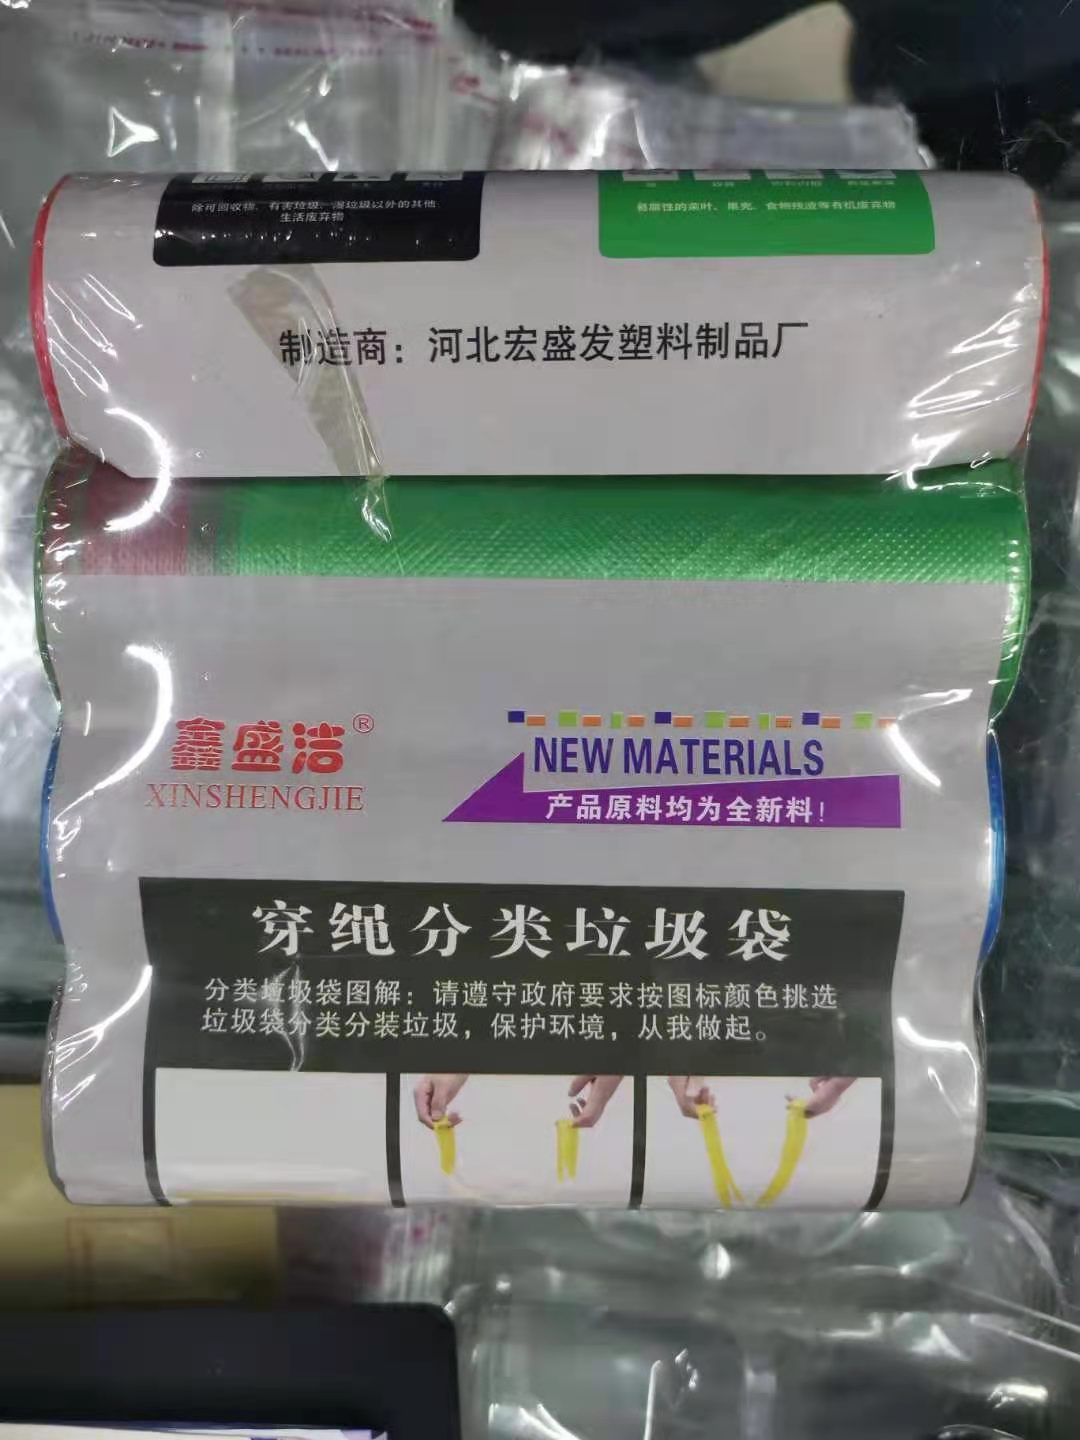 除可回收物、有害垃圾、湿垃圾以外的其他
生活废弃物
易腐性的菜叶、果壳、食物残渣等有机废弃物
制造商：河北宏盛发塑料制品厂
鑫盛洁®
XINSHENGJIE
NEW MATERIALS
产品原料均为全新料！
穿绳分类垃圾袋
分类垃圾袋图解：请遵守政府要求按图标颜色挑选
垃圾袋分类分装垃圾，保护环境，从我做起。